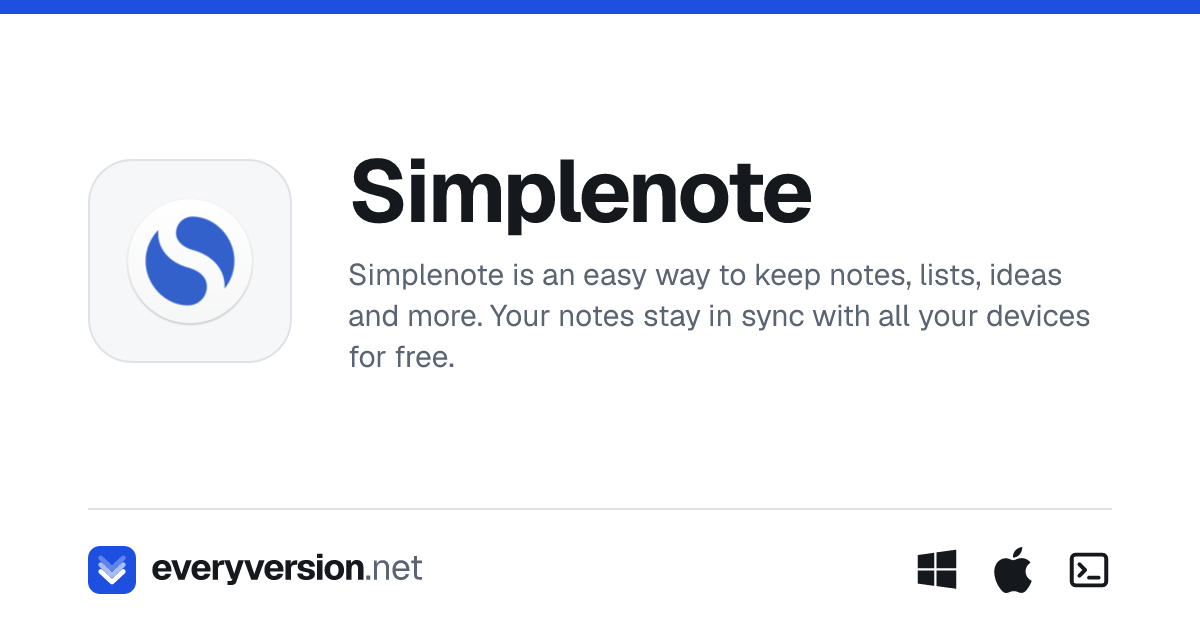 Simplenote
Simplenote is an easy way to keep notes, lists, ideas
and more. Your notes stay in sync with all your devices
for free.
everyversion.net